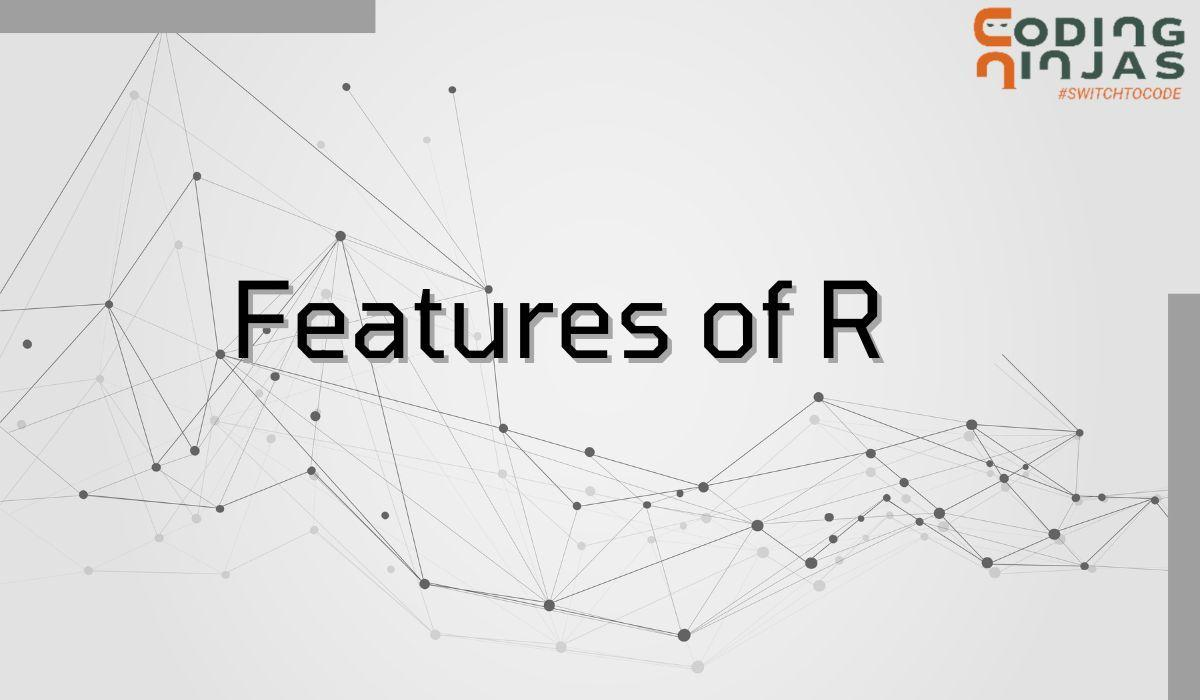 CODING
NINJAS
#SWITCHTOCODE
Features of R